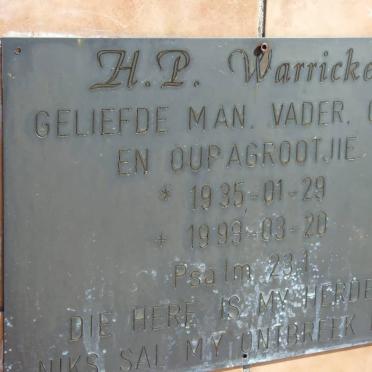 H.P. Warricke
GELIEFDE MAN, VADER, O
EN OUPAGROOTJIE
* 1935-01-29
+ 1999-03-20
Psalm 23:1
DIE HERE IS MY HERDE
NIKS SAL MY ONTBREEK